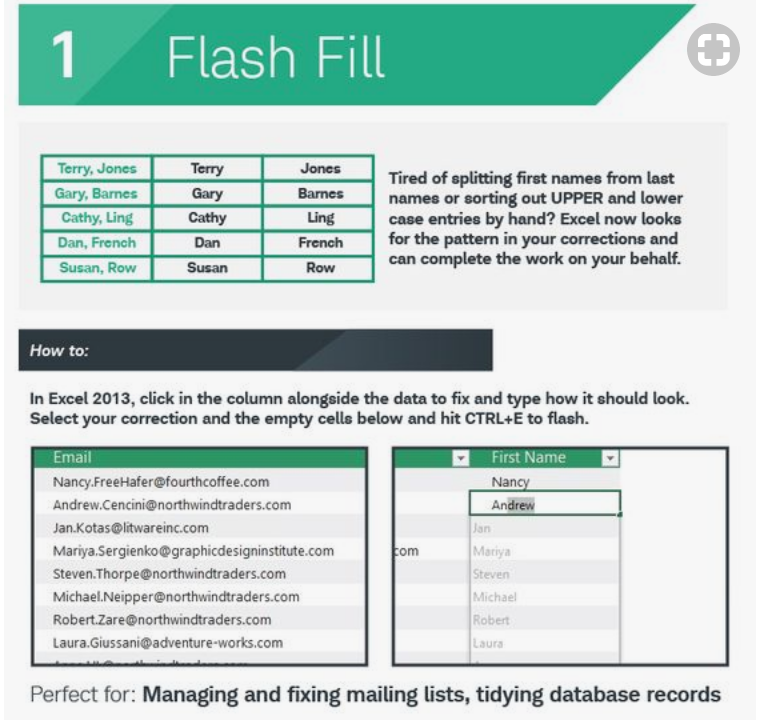 1 Flash Fill
Terry, Jones Terry Jones
Gary, Barnes Gary Barnes
Cathy, Ling Cathy Ling
Dan, French Dan French
Susan, Row Susan Row
Tired of splitting first names from last
names or sorting out UPPER and lower
case entries by hand? Excel now looks
for the pattern in your corrections and
can complete the work on your behalf.
How to:
In Excel 2013, click in the column alongside the data to fix and type how it should look.
Select your correction and the empty cells below and hit CTRL+E to flash.
Email
Nancy.FreeHafer@fourthcoffee.com
Andrew.Cencini@northwindtraders.com
Jan.Kotas@litwareinc.com
Mariya.Sergienko@graphicdesigninstitute.com
Steven.Thorpe@northwindtraders.com
Michael.Neipper@northwindtraders.com
Robert.Zare@northwindtraders.com
Laura.Giussani@adventure-works.com
First Name
Nancy
Andrew
Jan
com Mariya
Steven
Michael
Robert
Laura
Perfect for: Managing and fixing mailing lists, tidying database records